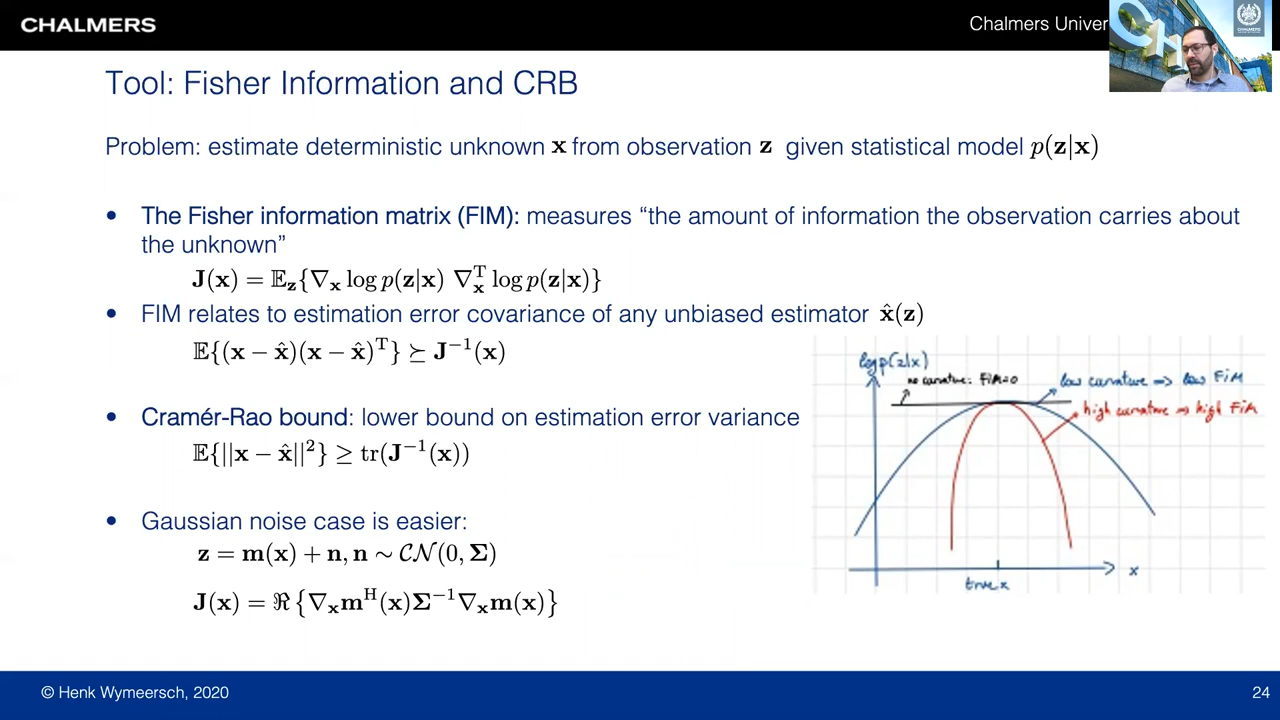 CHALMERS
Chalmers Univer
Tool: Fisher Information and CRB
Problem: estimate deterministic unknown x from observation z given statistical model p(z|x)
• The Fisher information matrix (FIM): measures “the amount of information the observation carries about
the unknown”
J(x) = 𝔼_z{∇_x log p(z|x) ∇_x^T log p(z|x)}
• FIM relates to estimation error covariance of any unbiased estimator x̂(z)
𝔼{(x − x̂)(x − x̂)^T} ⪰ J^−1(x)
• Cramér-Rao bound: lower bound on estimation error variance
𝔼{||x − x̂||^2} ≥ tr(J^−1(x))
• Gaussian noise case is easier:
z = m(x) + n, n ∼ 𝒞𝒩(0, Σ)
J(x) = ℜ{∇_x m^H(x)Σ^−1∇_x m(x)}
log p(z|x)
no curvature: FIM=0
low curvature ⇒ low FIM
high curvature ⇒ high FIM
true x
x
© Henk Wymeersch, 2020
24